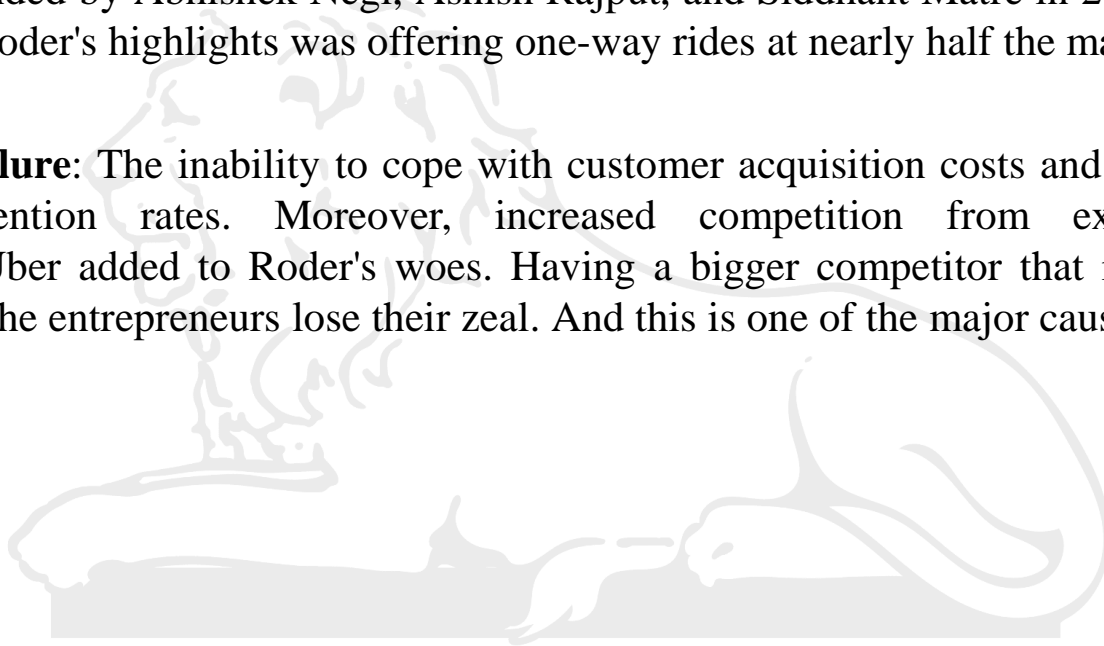 ded by Abhishek Negi, Ashish Rajput, and Siddhant Matre in 2
oder's highlights was offering one-way rides at nearly half the ma
lure: The inability to cope with customer acquisition costs and
ention rates. Moreover, increased competition from ex
Uber added to Roder's woes. Having a bigger competitor that
he entrepreneurs lose their zeal. And this is one of the major caus